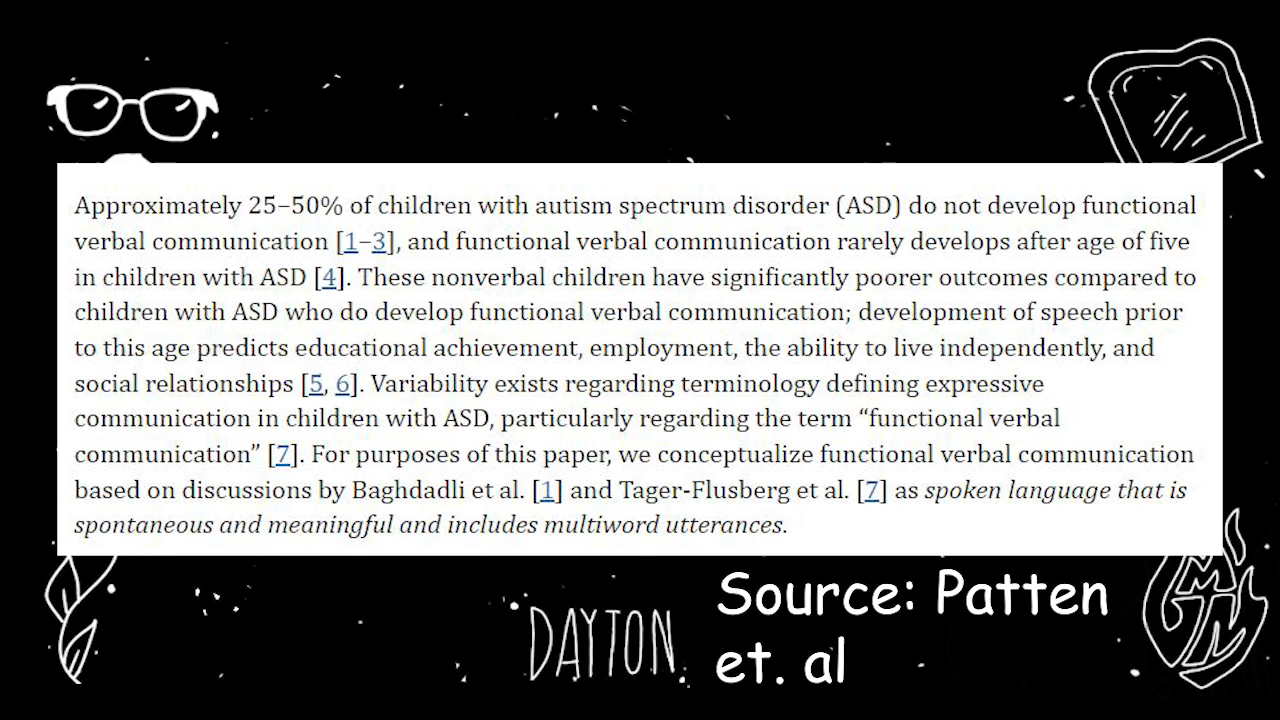 Approximately 25–50% of children with autism spectrum disorder (ASD) do not develop functional
verbal communication [1–3], and functional verbal communication rarely develops after age of five
in children with ASD [4]. These nonverbal children have significantly poorer outcomes compared to
children with ASD who do develop functional verbal communication; development of speech prior
to this age predicts educational achievement, employment, the ability to live independently, and
social relationships [5, 6]. Variability exists regarding terminology defining expressive
communication in children with ASD, particularly regarding the term “functional verbal
communication” [7]. For purposes of this paper, we conceptualize functional verbal communication
based on discussions by Baghdadli et al. [1] and Tager-Flusberg et al. [7] as spoken language that is
spontaneous and meaningful and includes multiword utterances.
DAYTON
Source: Patten
et. al